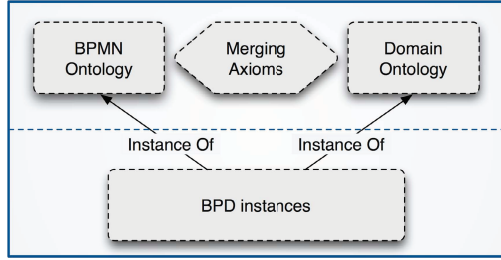 BPMN
Ontology
Merging
Axioms
Domain
Ontology
Instance Of
Instance Of
BPD instances